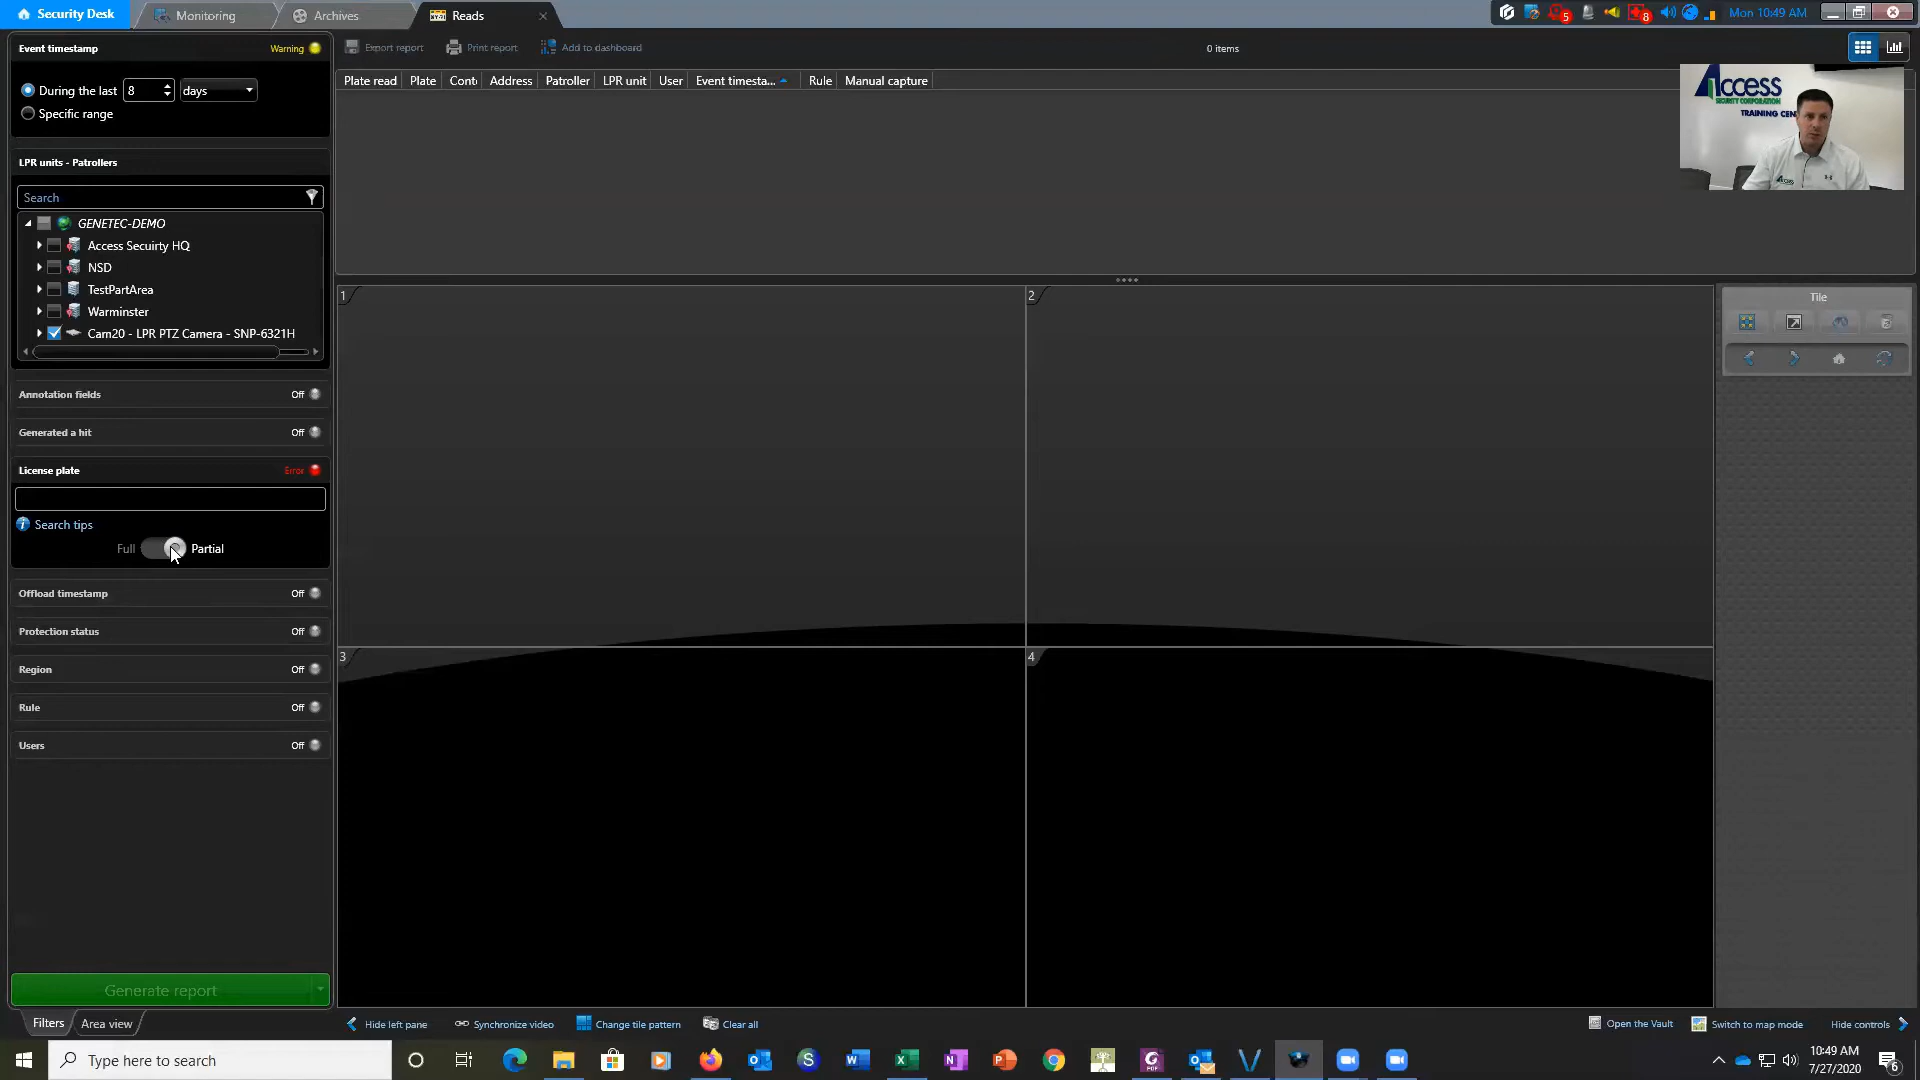 Security Desk
Monitoring
Archives
Reads
5
8
Mon 10:49 AM
Event timestamp
Warning
During the last
8
days
Specific range
Export report
Print report
Add to dashboard
0 items
Plate read
Plate
Cont
Address
Patroller
LPR unit
User
Event timesta...
Rule
Manual capture
Access
SECURITY CORPORATION
TRAINING CEN
LPR units - Patrollers
Search
GENETEC-DEMO
Access Secuirty HQ
NSD
TestPartArea
Warminster
Cam20 - LPR PTZ Camera - SNP-6321H
1
2
3
4
Tile
Annotation fields
Off
Generated a hit
Off
License plate
Error
Search tips
Full
Partial
Offload timestamp
Off
Protection status
Off
Region
Off
Rule
Off
Users
Off
Generate report
Filters
Area view
Hide left pane
Synchronize video
Change tile pattern
Clear all
Open the Vault
Switch to map mode
Hide controls
Type here to search
10:49 AM
7/27/2020
6